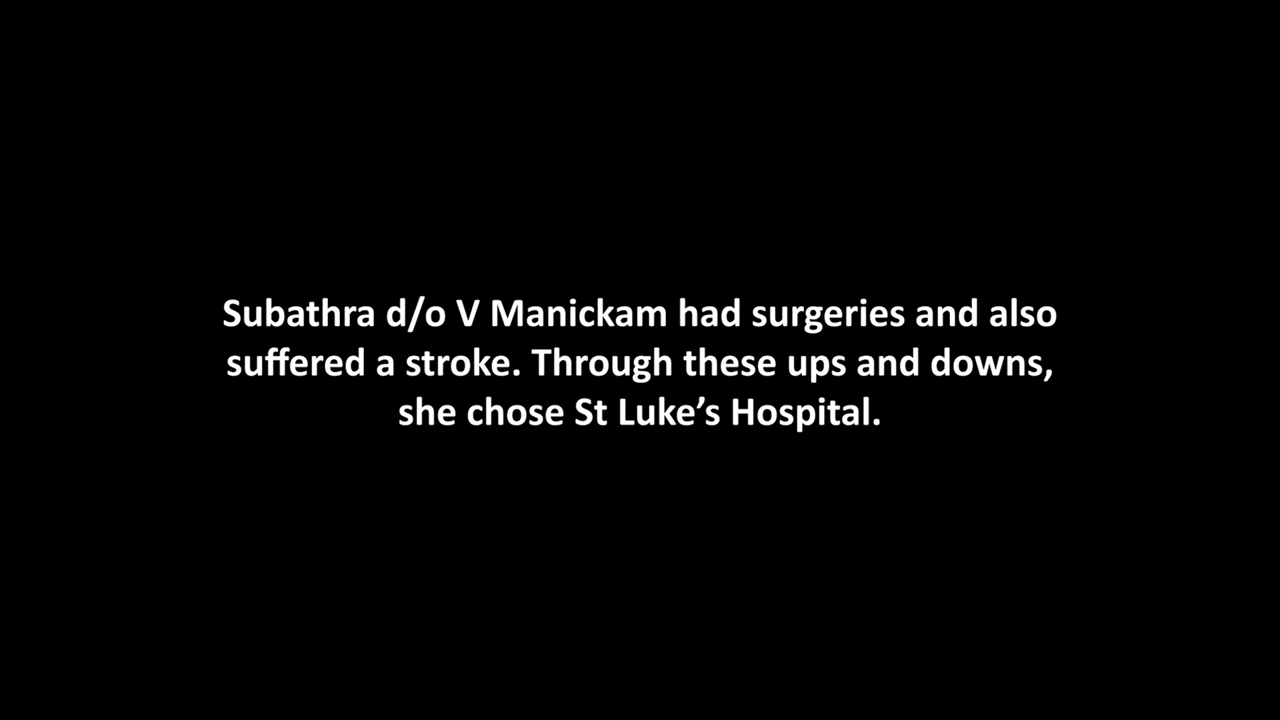 Subathra d/o V Manickam had surgeries and also
suffered a stroke. Through these ups and downs,
she chose St Luke’s Hospital.